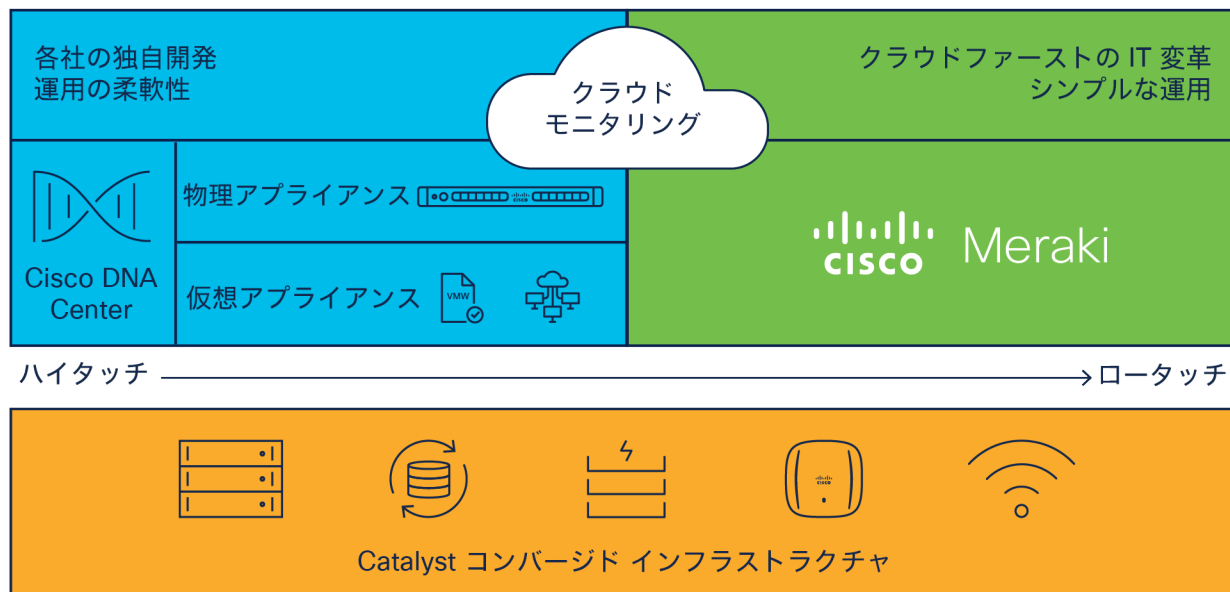 各社の独自開発
運用の柔軟性
クラウド
モニタリング
クラウドファーストの IT 変革
シンプルな運用
Cisco DNA
Center
物理アプライアンス
CISCO
仮想アプライアンス
VMW
CISCO Meraki
ハイタッチ
ロータッチ
CISCO
Catalyst コンバージド インフラストラクチャ